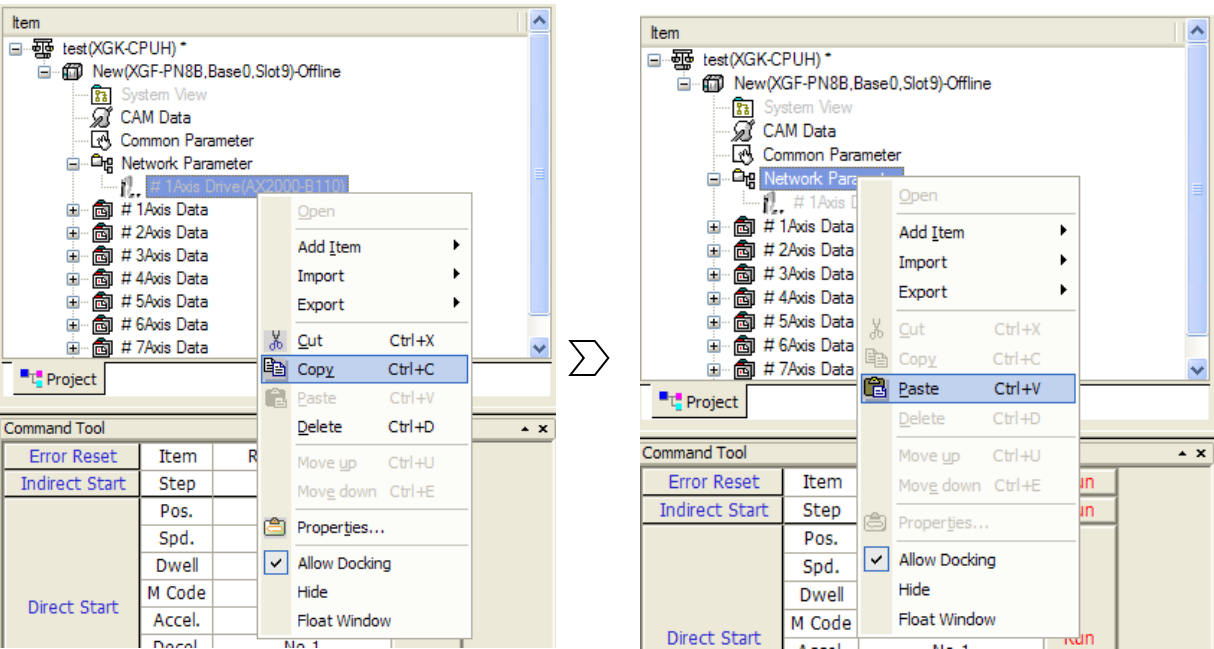 Item
test(XGK-CPUH) *
New(XGF-PN8B,Base0,Slot9)-Offline
System View
CAM Data
Common Parameter
Network Parameter
# 1Axis Drive(AX2000-B110)
# 1Axis Data
# 2Axis Data
# 3Axis Data
# 4Axis Data
# 5Axis Data
# 6Axis Data
# 7Axis Data
Project
Open
Add Item
Import
Export
Cut Ctrl+X
Copy Ctrl+C
Paste Ctrl+V
Delete Ctrl+D
Move up Ctrl+U
Move down Ctrl+E
Properties...
Allow Docking
Hide
Float Window
Command Tool
Error Reset Item R
Indirect Start Step
Pos.
Spd.
Dwell
M Code
Direct Start
Accel.
Decel. No 1
Item
test(XGK-CPUH) *
New(XGF-PN8B,Base0,Slot9)-Offline
System View
CAM Data
Common Parameter
Network Para
# 1Axis D
# 1Axis Data
# 2Axis Data
# 3Axis Data
# 4Axis Data
# 5Axis Data
# 6Axis Data
# 7Axis Data
Project
Open
Add Item
Import
Export
Cut Ctrl+X
Copy Ctrl+C
Paste Ctrl+V
Delete Ctrl+D
Move up Ctrl+U
Move down Ctrl+E
Properties...
Allow Docking
Hide
Float Window
Command Tool
Error Reset Item un
Indirect Start Step un
Pos.
Spd.
Dwell
M Code
Direct Start Run
Accel. No 1